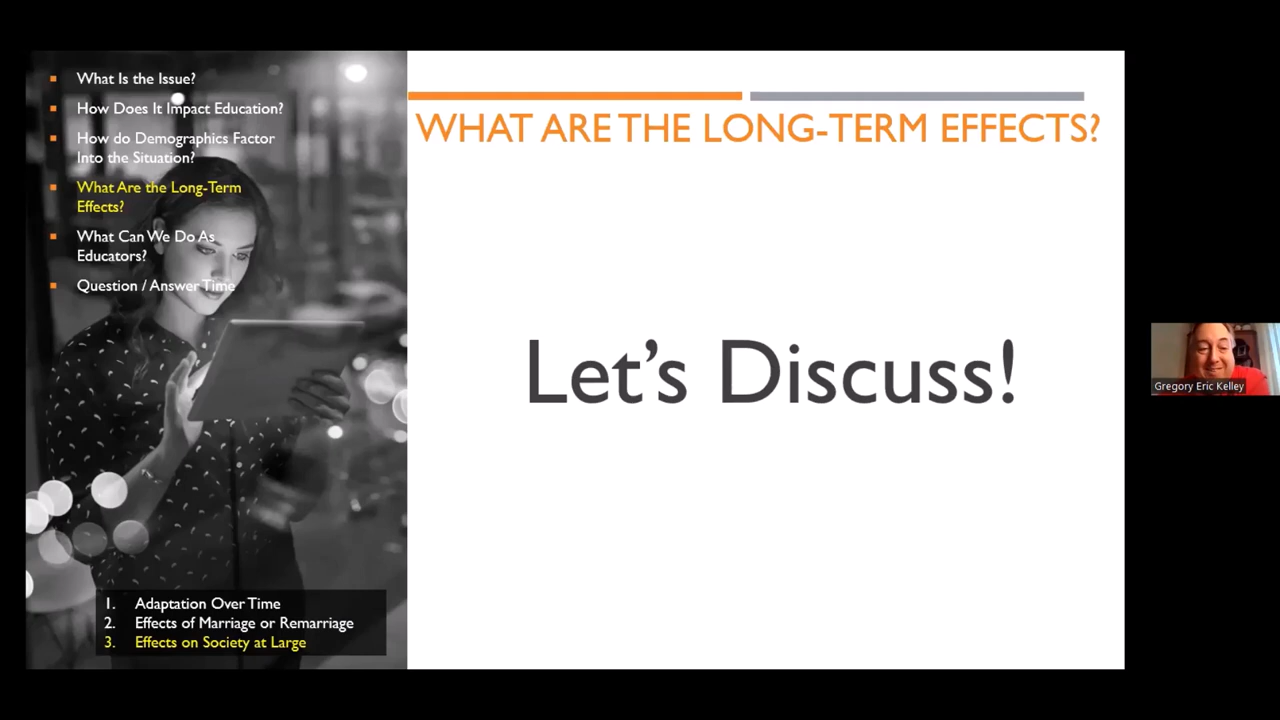 What Is the Issue?
How Does It Impact Education?
How do Demographics Factor
Into the Situation?
What Are the Long-Term
Effects?
What Can We Do As
Educators?
Question / Answer Time
1. Adaptation Over Time
2. Effects of Marriage or Remarriage
3. Effects on Society at Large
WHAT ARE THE LONG-TERM EFFECTS?
Let's Discuss!
Gregory Eric Kelley